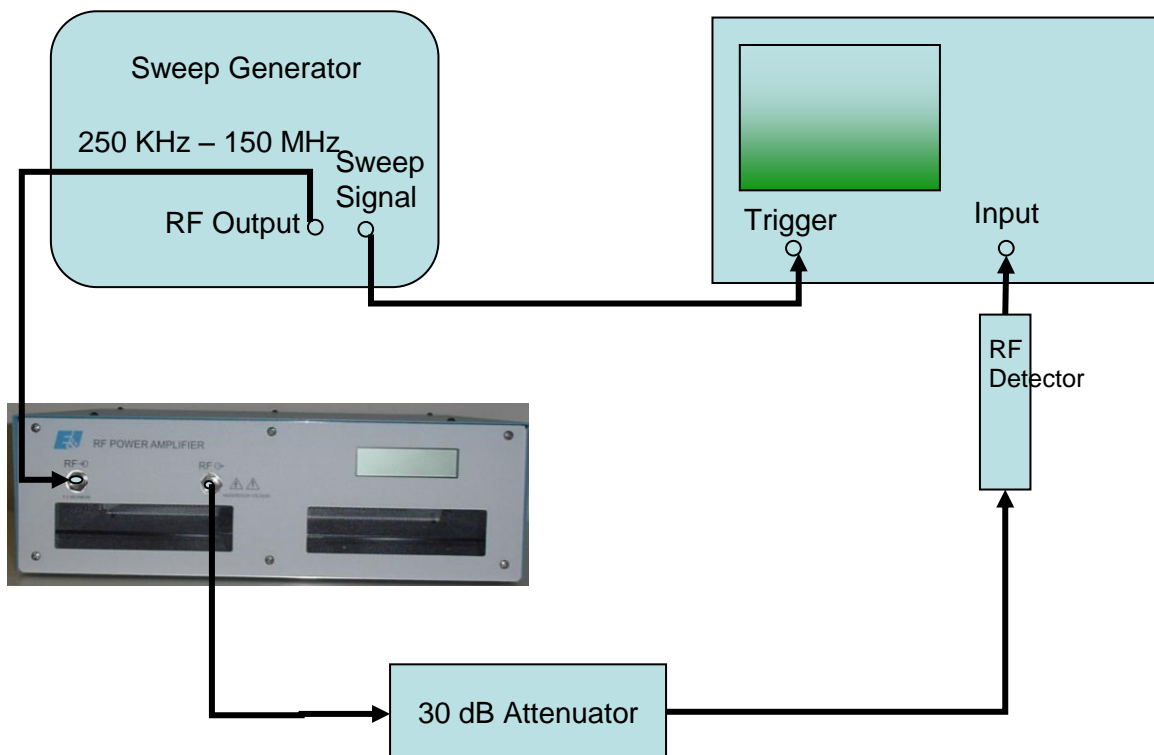 Sweep Generator
250 KHz – 150 MHz
Sweep
Signal
RF Output
Trigger
Input
RF
Detector
E&I
RF POWER AMPLIFIER
RF
RF
30 dB Attenuator